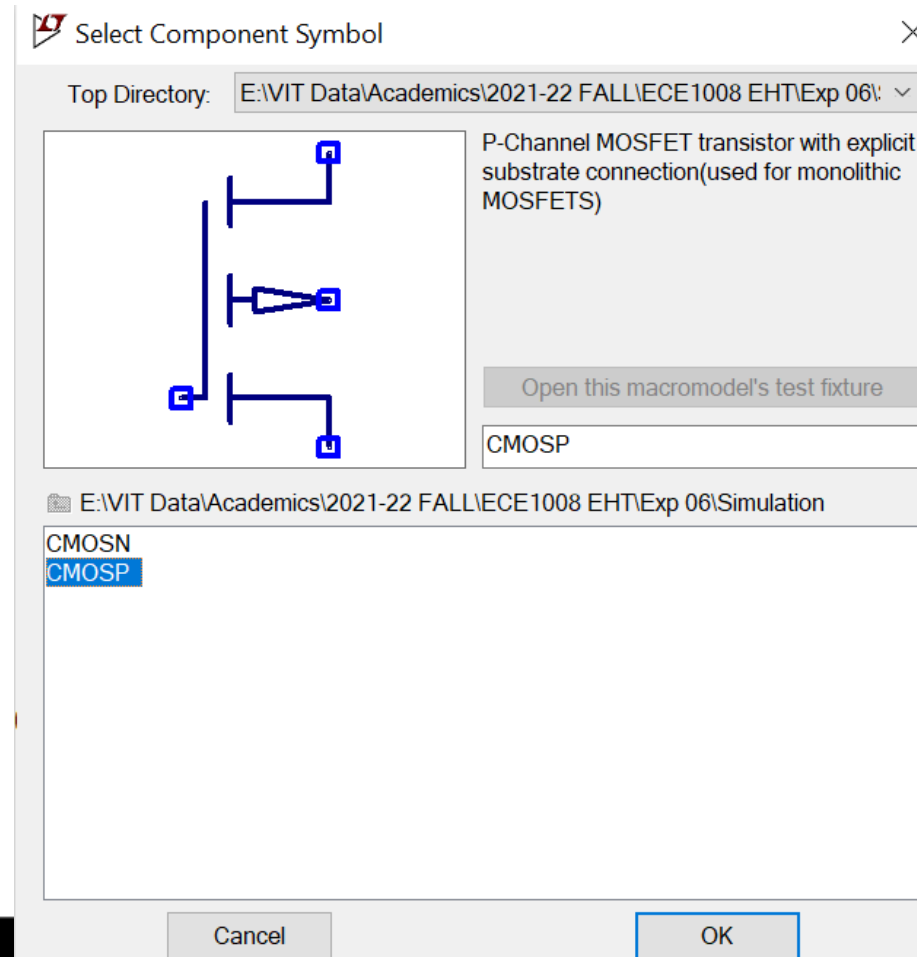 Select Component Symbol
Top Directory:
E:\VIT Data\Academics\2021-22 FALL\ECE1008 EHT\Exp 06\
P-Channel MOSFET transistor with explicit
substrate connection(used for monolithic
MOSFETS)
Open this macromodel's test fixture
CMOSP
E:\VIT Data\Academics\2021-22 FALL\ECE1008 EHT\Exp 06\Simulation
CMOSN
CMOSP
Cancel
OK